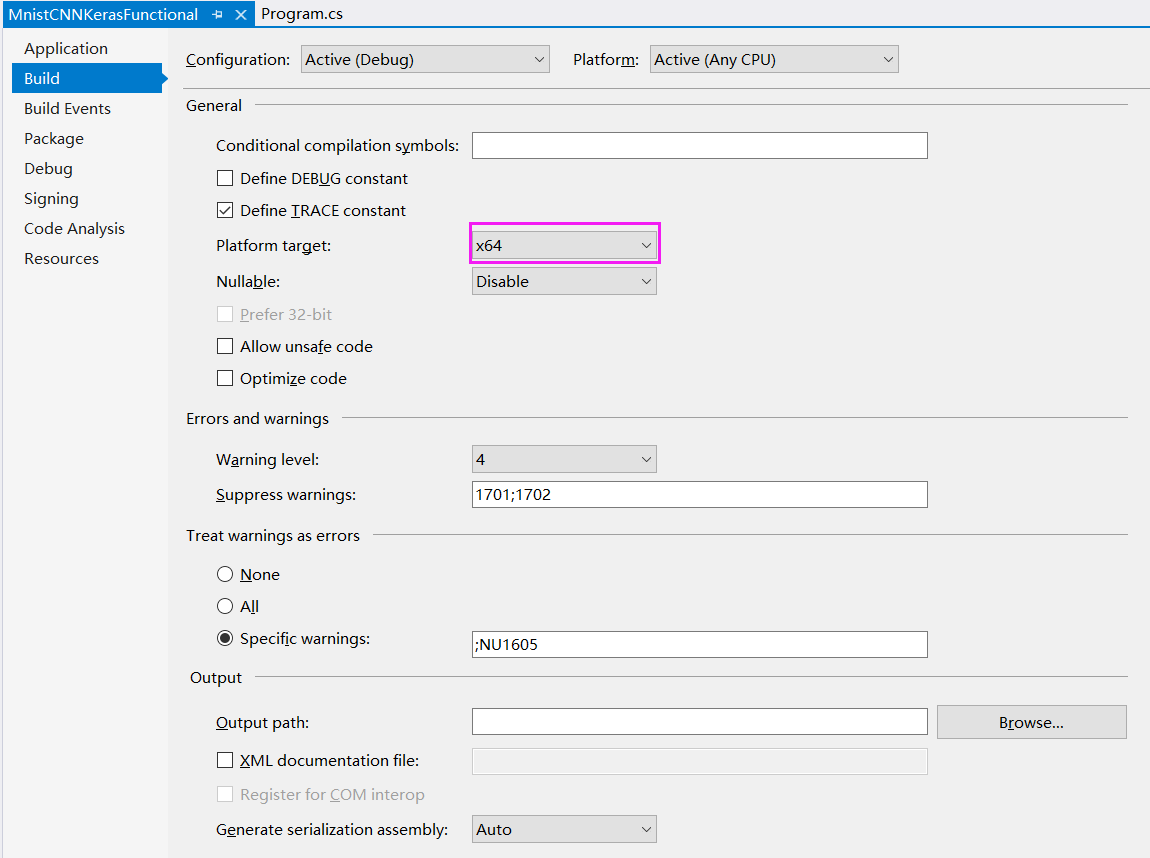 MnistCNNKerasFunctional Program.cs
Application
Build
Build Events
Package
Debug
Signing
Code Analysis
Resources
Configuration: Active (Debug) Platform: Active (Any CPU)
General
Conditional compilation symbols:
Define DEBUG constant
Define TRACE constant
Platform target: x64
Nullable: Disable
Prefer 32-bit
Allow unsafe code
Optimize code
Errors and warnings
Warning level: 4
Suppress warnings: 1701;1702
Treat warnings as errors
None
All
Specific warnings: ;NU1605
Output
Output path: Browse...
XML documentation file:
Register for COM interop
Generate serialization assembly: Auto